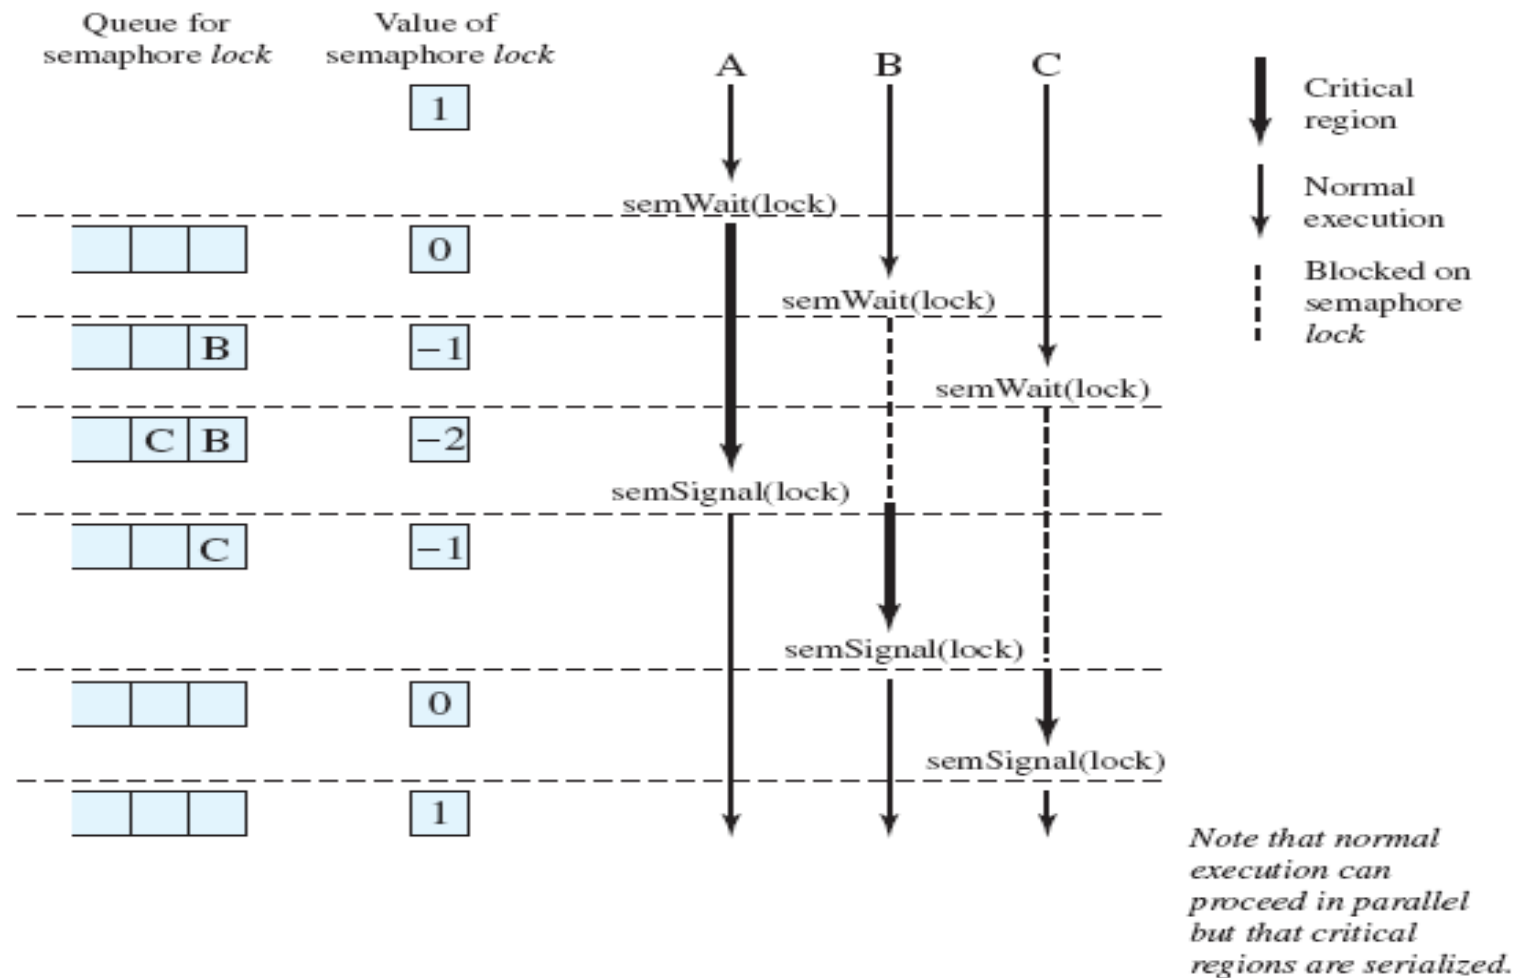 Queue for
semaphore lock
Value of
semaphore lock
A
B
C
1
Critical
region
Normal
execution
semWait(lock)
0
Blocked on
semaphore
lock
semWait(lock)
B
−1
semWait(lock)
C B
−2
semSignal(lock)
C
−1
semSignal(lock)
0
semSignal(lock)
1
Note that normal
execution can
proceed in parallel
but that critical
regions are serialized.